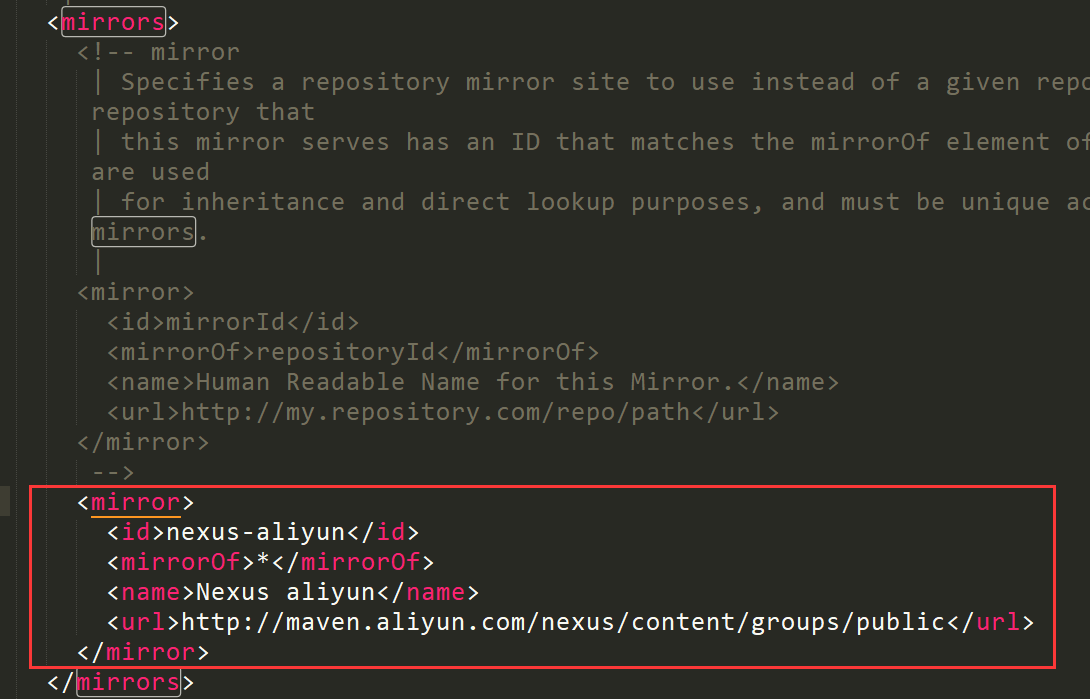 <mirrors>
<!-- mirror
| Specifies a repository mirror site to use instead of a given
repository that
| this mirror serves has an ID that matches the mirrorOf element
are used
| for inheritance and direct lookup purposes, and must be unique
mirrors.
|
<mirror>
<id>mirrorId</id>
<mirrorOf>repositoryId</mirrorOf>
<name>Human Readable Name for this Mirror.</name>
<url>http://my.repository.com/repo/path</url>
</mirror>
-->
<mirror>
<id>nexus-aliyun</id>
<mirrorOf>*</mirrorOf>
<name>Nexus aliyun</name>
<url>http://maven.aliyun.com/nexus/content/groups/public</url>
</mirror>
</mirrors>